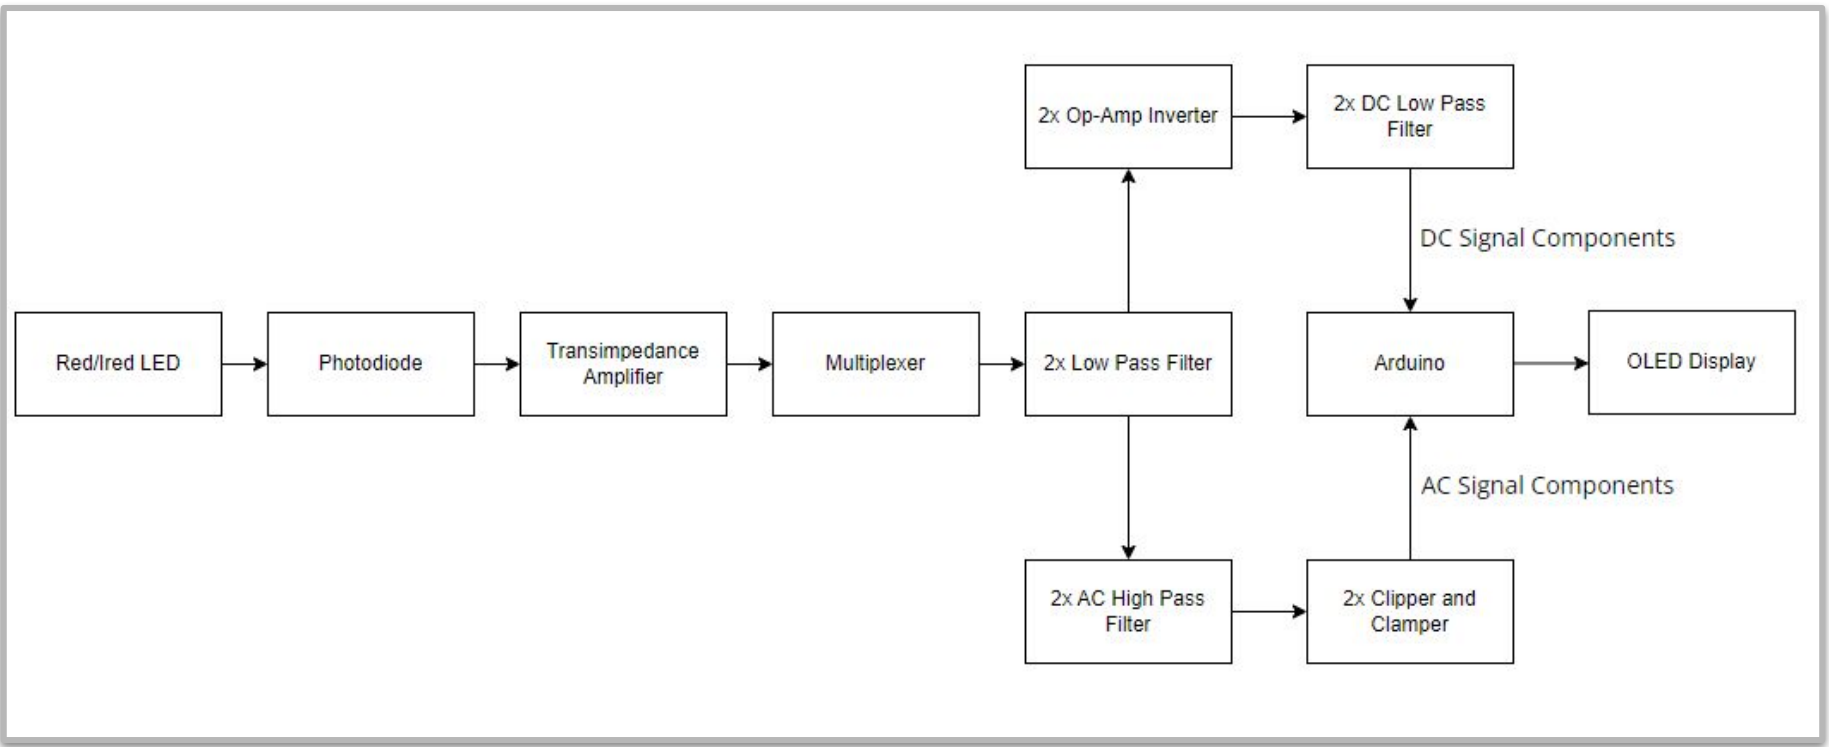 2x Op-Amp Inverter
2x DC Low Pass
Filter
DC Signal Components
Red/Ired LED
Photodiode
Transimpedance
Amplifier
Multiplexer
2x Low Pass Filter
Arduino
OLED Display
AC Signal Components
2x AC High Pass
Filter
2x Clipper and
Clamper